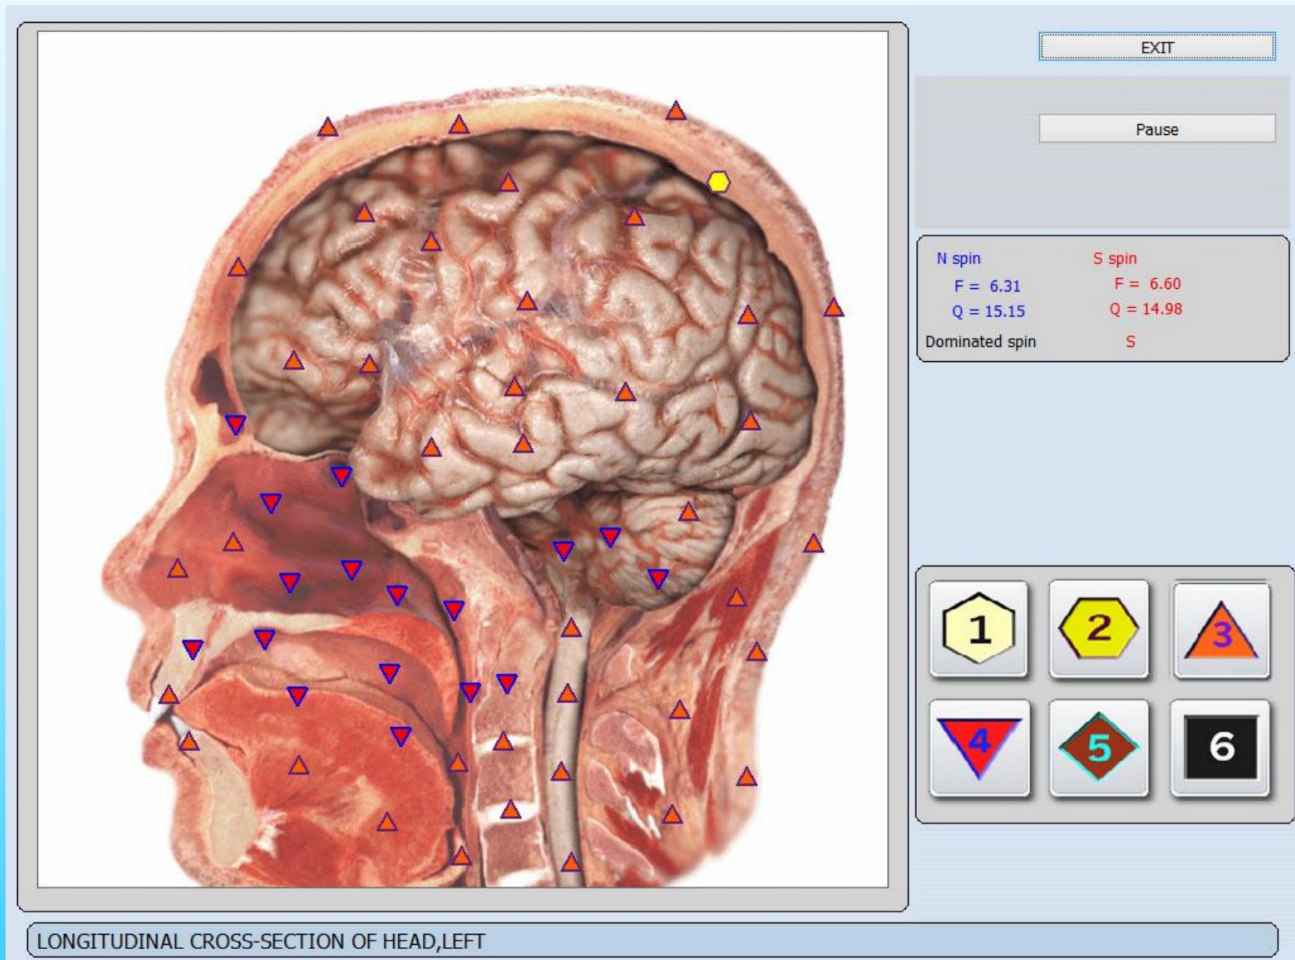 EXIT
Pause
N spin S spin
F = 6.31 F = 6.60
Q = 15.15 Q = 14.98
Dominated spin S
1 2 3
4 5 6
LONGITUDINAL CROSS-SECTION OF HEAD,LEFT